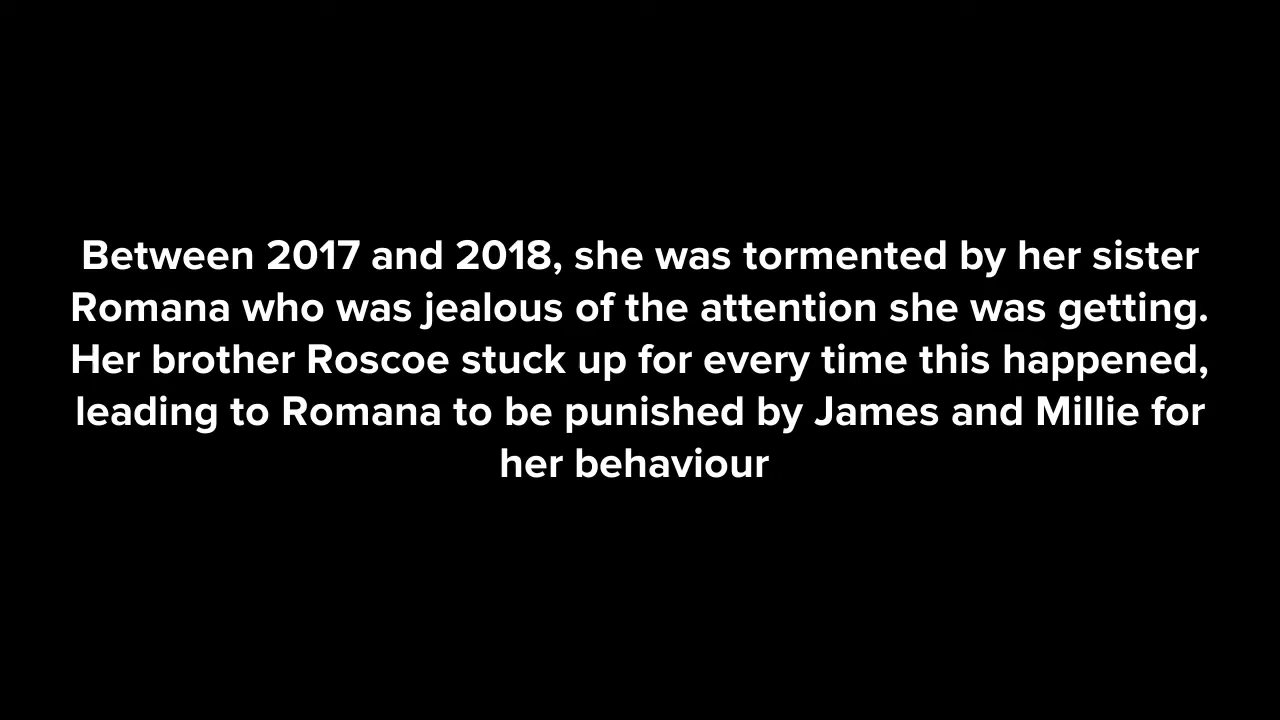 Between 2017 and 2018, she was tormented by her sister
Romana who was jealous of the attention she was getting.
Her brother Roscoe stuck up for every time this happened,
leading to Romana to be punished by James and Millie for
her behaviour